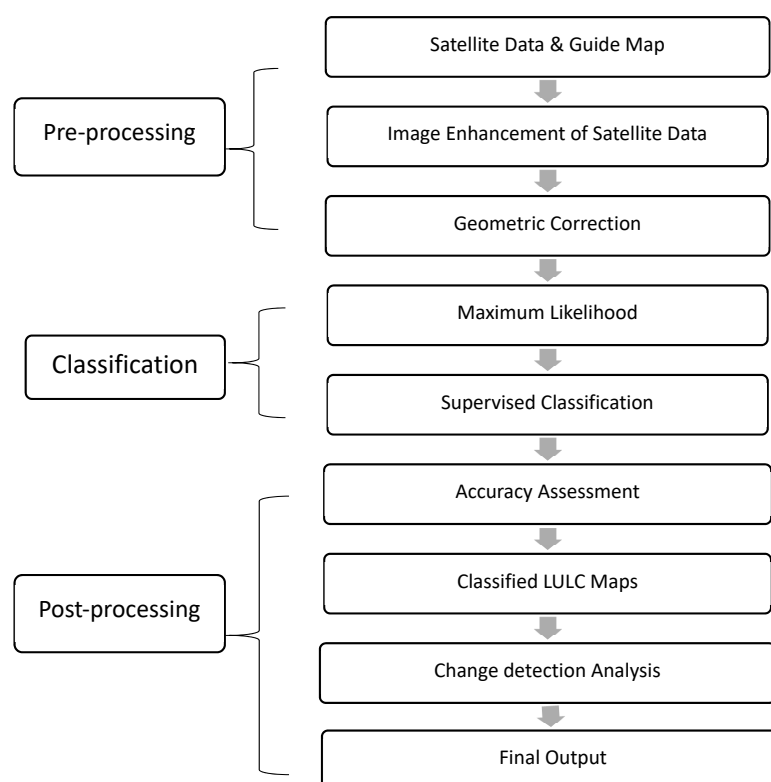 Satellite Data & Guide Map
Pre-processing
Image Enhancement of Satellite Data
Geometric Correction
Maximum Likelihood
Classification
Supervised Classification
Accuracy Assessment
Classified LULC Maps
Post-processing
Change detection Analysis
Final Output